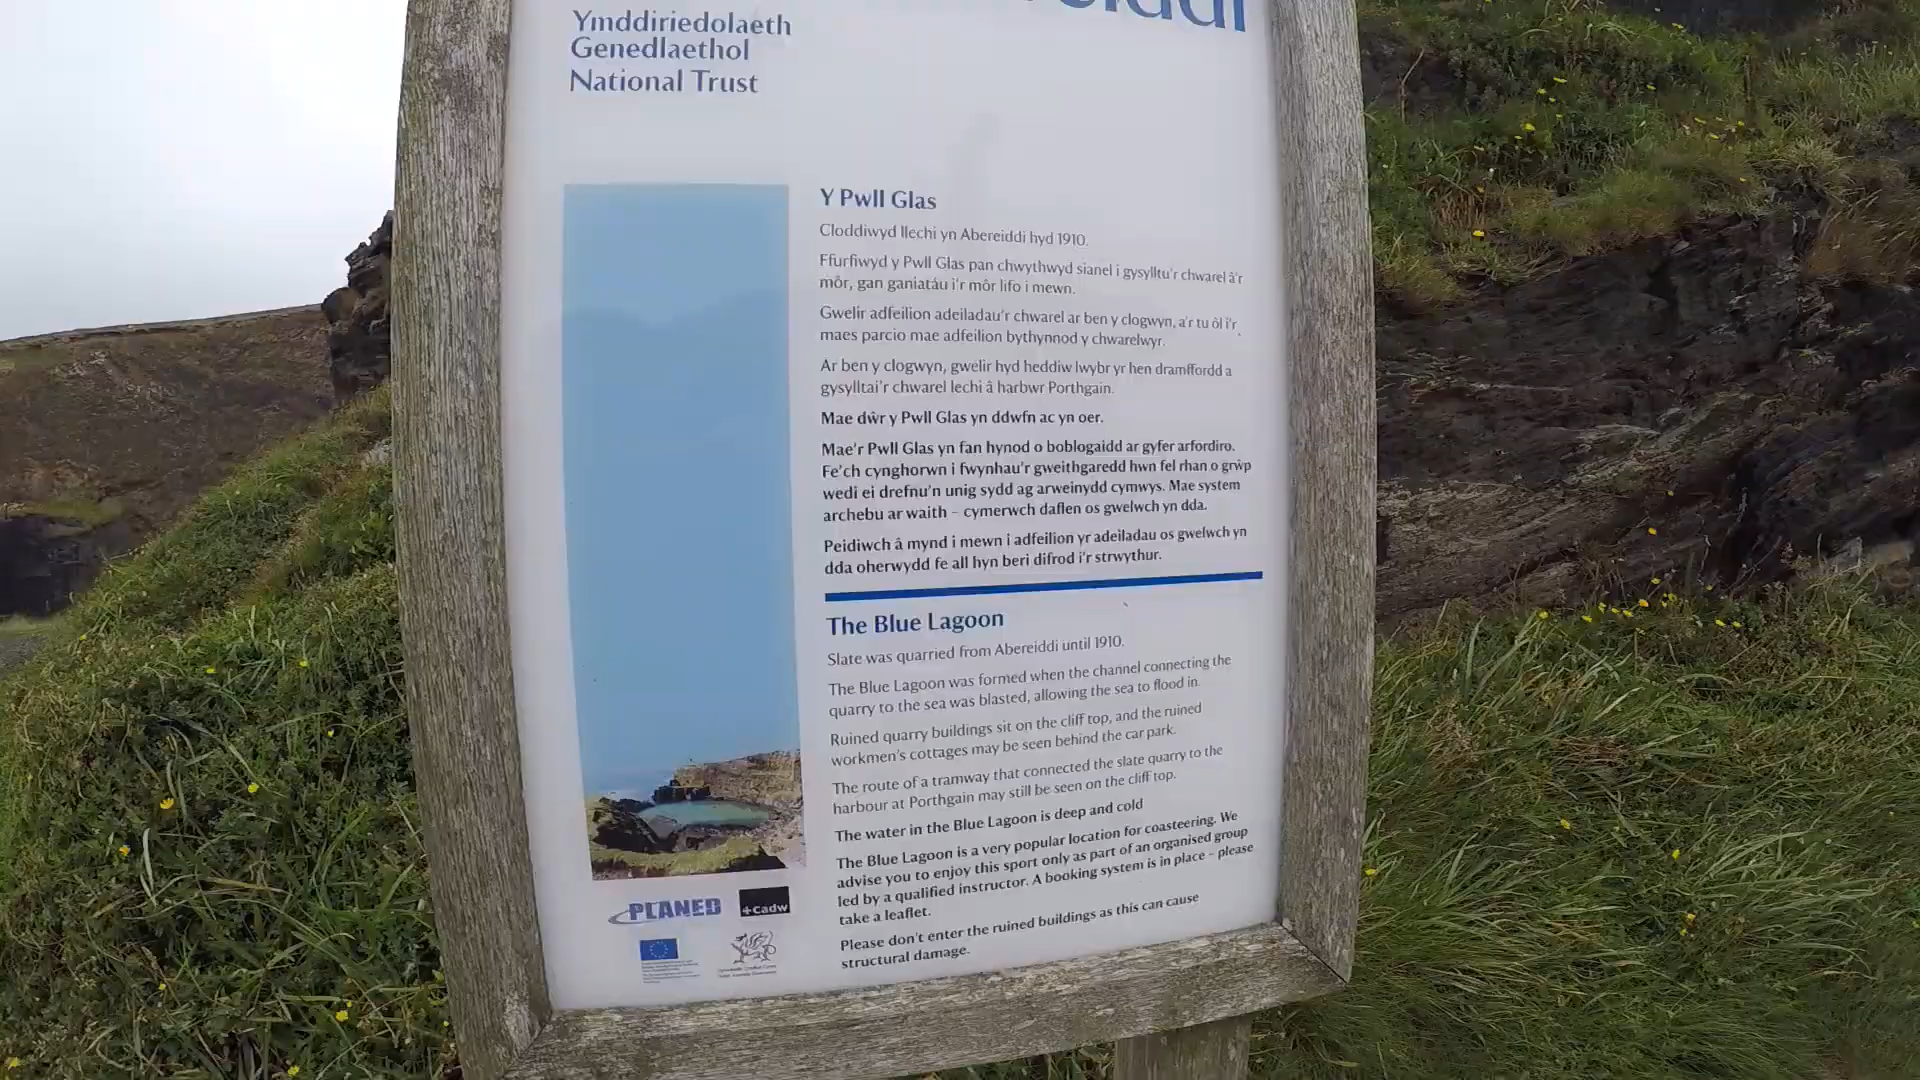 Ymddiriedolaeth
Genedlaethol
National Trust
Y Pwll Glas
Cloddiwyd llechi yn Abereiddi hyd 1910.
Ffurfiwyd y Pwll Glas pan chwythwyd sianel i gysylltu'r chwarel â'r
môr, gan ganiatáu i'r môr lifo i mewn.
Gwelir adfeilion adeiladau'r chwarel ar ben y clogwyn, a'r tu ôl i'r
maes parcio mae adfeilion bythynnod y chwarelwyr.
Ar ben y clogwyn, gwelir hyd heddiw lwybr yr hen dramffordd a
gysylltai'r chwarel lechi â harbwr Porthgain.
Mae dŵr y Pwll Glas yn ddwfn ac yn oer.
Mae'r Pwll Glas yn fan hynod o boblogaidd ar gyfer arfordiro.
Fe'ch cynghorwn i fwynhau'r gweithgaredd hwn fel rhan o grŵp
wedi ei drefnu'n unig sydd ag arweinydd cymwys. Mae system
archebu ar waith – cymerwch daflen os gwelwch yn dda.
Peidiwch â mynd i mewn i adfeilion yr adeiladau os gwelwch yn
dda oherwydd fe all hyn beri difrod i'r strwythur.
The Blue Lagoon
Slate was quarried from Abereiddi until 1910.
The Blue Lagoon was formed when the channel connecting the
quarry to the sea was blasted, allowing the sea to flood in.
Ruined quarry buildings sit on the cliff top, and the ruined
workmen's cottages may be seen behind the car park.
The route of a tramway that connected the slate quarry to the
harbour at Porthgain may still be seen on the cliff top.
The water in the Blue Lagoon is deep and cold
The Blue Lagoon is a very popular location for coasteering. We
advise you to enjoy this sport only as part of an organised group
led by a qualified instructor. A booking system is in place – please
take a leaflet.
Please don't enter the ruined buildings as this can cause
structural damage.
PLANED
cadw